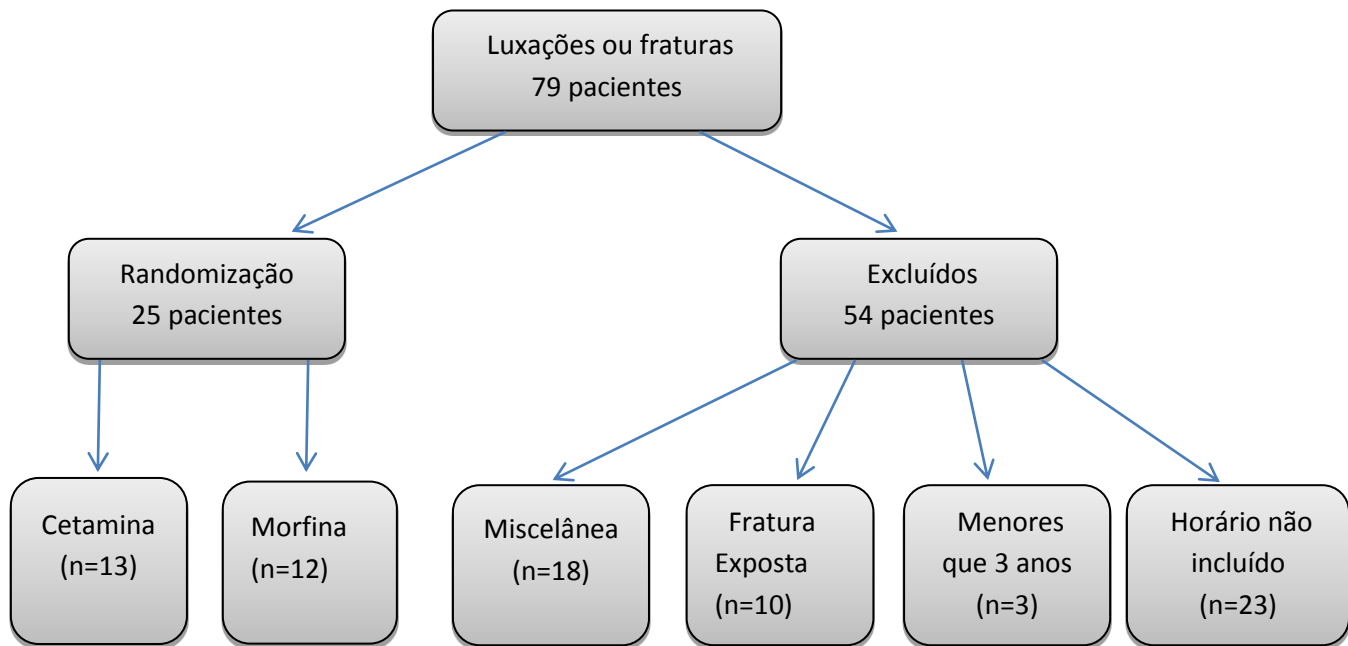 Luxações ou fraturas
79 pacientes
Randomização
25 pacientes
Excluídos
54 pacientes
Cetamina
(n=13)
Morfina
(n=12)
Miscelânea
(n=18)
Fratura
Exposta
(n=10)
Menores
que 3 anos
(n=3)
Horário não
incluído
(n=23)